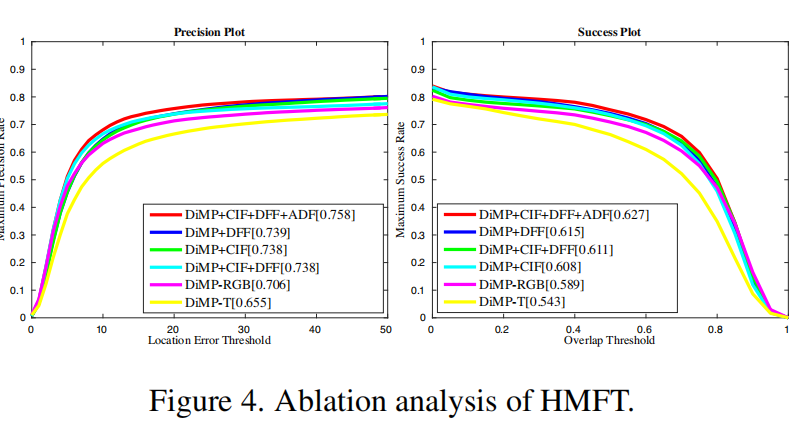 Precision Plot
1
0.9
0.8
0.7
0.6
0.5
0.4
0.3
0.2
0.1
0
0 10 20 30 40 50
Location Error Threshold
Maximum Precision Rate
DiMP+CIF+DFF+ADF[0.758]
DiMP+DFF[0.739]
DiMP+CIF[0.738]
DiMP+CIF+DFF[0.738]
DiMP-RGB[0.706]
DiMP-T[0.655]
Success Plot
1
0.9
0.8
0.7
0.6
0.5
0.4
0.3
0.2
0.1
0
0 0.2 0.4 0.6 0.8 1
Overlap Threshold
Maximum Success Rate
DiMP+CIF+DFF+ADF[0.627]
DiMP+DFF[0.615]
DiMP+CIF+DFF[0.611]
DiMP+CIF[0.608]
DiMP-RGB[0.589]
DiMP-T[0.543]
Figure 4. Ablation analysis of HMFT.